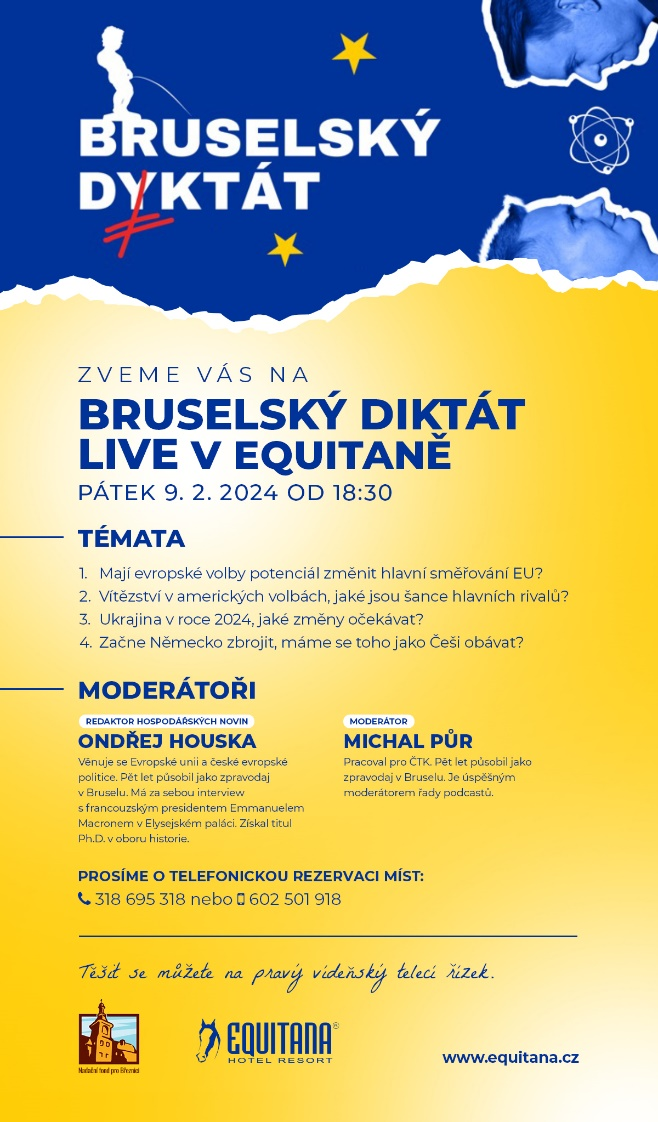 BRUSELSKÝ
DYKTÁT
ZVEME VÁS NA
BRUSELSKÝ DIKTÁT
LIVE V EQUITANĚ
PÁTEK 9. 2. 2024 OD 18:30
TÉMATA
1. Mají evropské volby potenciál změnit hlavní směřování EU?
2. Vítězství v amerických volbách, jaké jsou šance hlavních rivalů?
3. Ukrajina v roce 2024, jaké změny očekávat?
4. Začne Německo zbrojit, máme se toho jako Češi obávat?
MODERÁTOŘI
REDAKTOR HOSPODÁŘSKÝCH NOVIN
ONDŘEJ HOUSKA
Věnuje se Evropské unii a české evropské
politice. Pět let působil jako zpravodaj
v Bruselu. Má za sebou interview
s francouzským presidentem Emmanuelem
Macronem v Elysejském paláci. Získal titul
Ph.D. v oboru historie.
MODERÁTOR
MICHAL PŮR
Pracoval pro ČTK. Pět let působil jako
zpravodaj v Bruselu. Je úspěšným
moderátorem řady podcastů.
PROSÍME O TELEFONICKOU REZERVACI MÍST:
318 695 318 nebo 602 501 918
Těšit se můžete na pravý vídeňský telecí řízek.
Nadační fond pro Březnici
EQUITANA®
HOTEL RESORT
www.equitana.cz